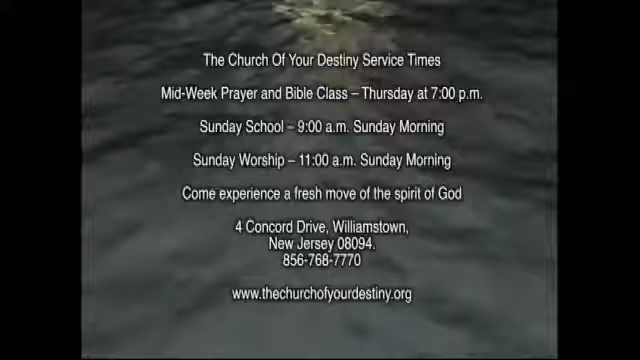 The Church Of Your Destiny Service Times
Mid-Week Prayer and Bible Class – Thursday at 7:00 p.m.
Sunday School – 9:00 a.m. Sunday Morning
Sunday Worship – 11:00 a.m. Sunday Morning
Come experience a fresh move of the spirit of God
4 Concord Drive, Williamstown,
New Jersey 08094.
856-768-7770
www.thechurchofyourdestiny.org